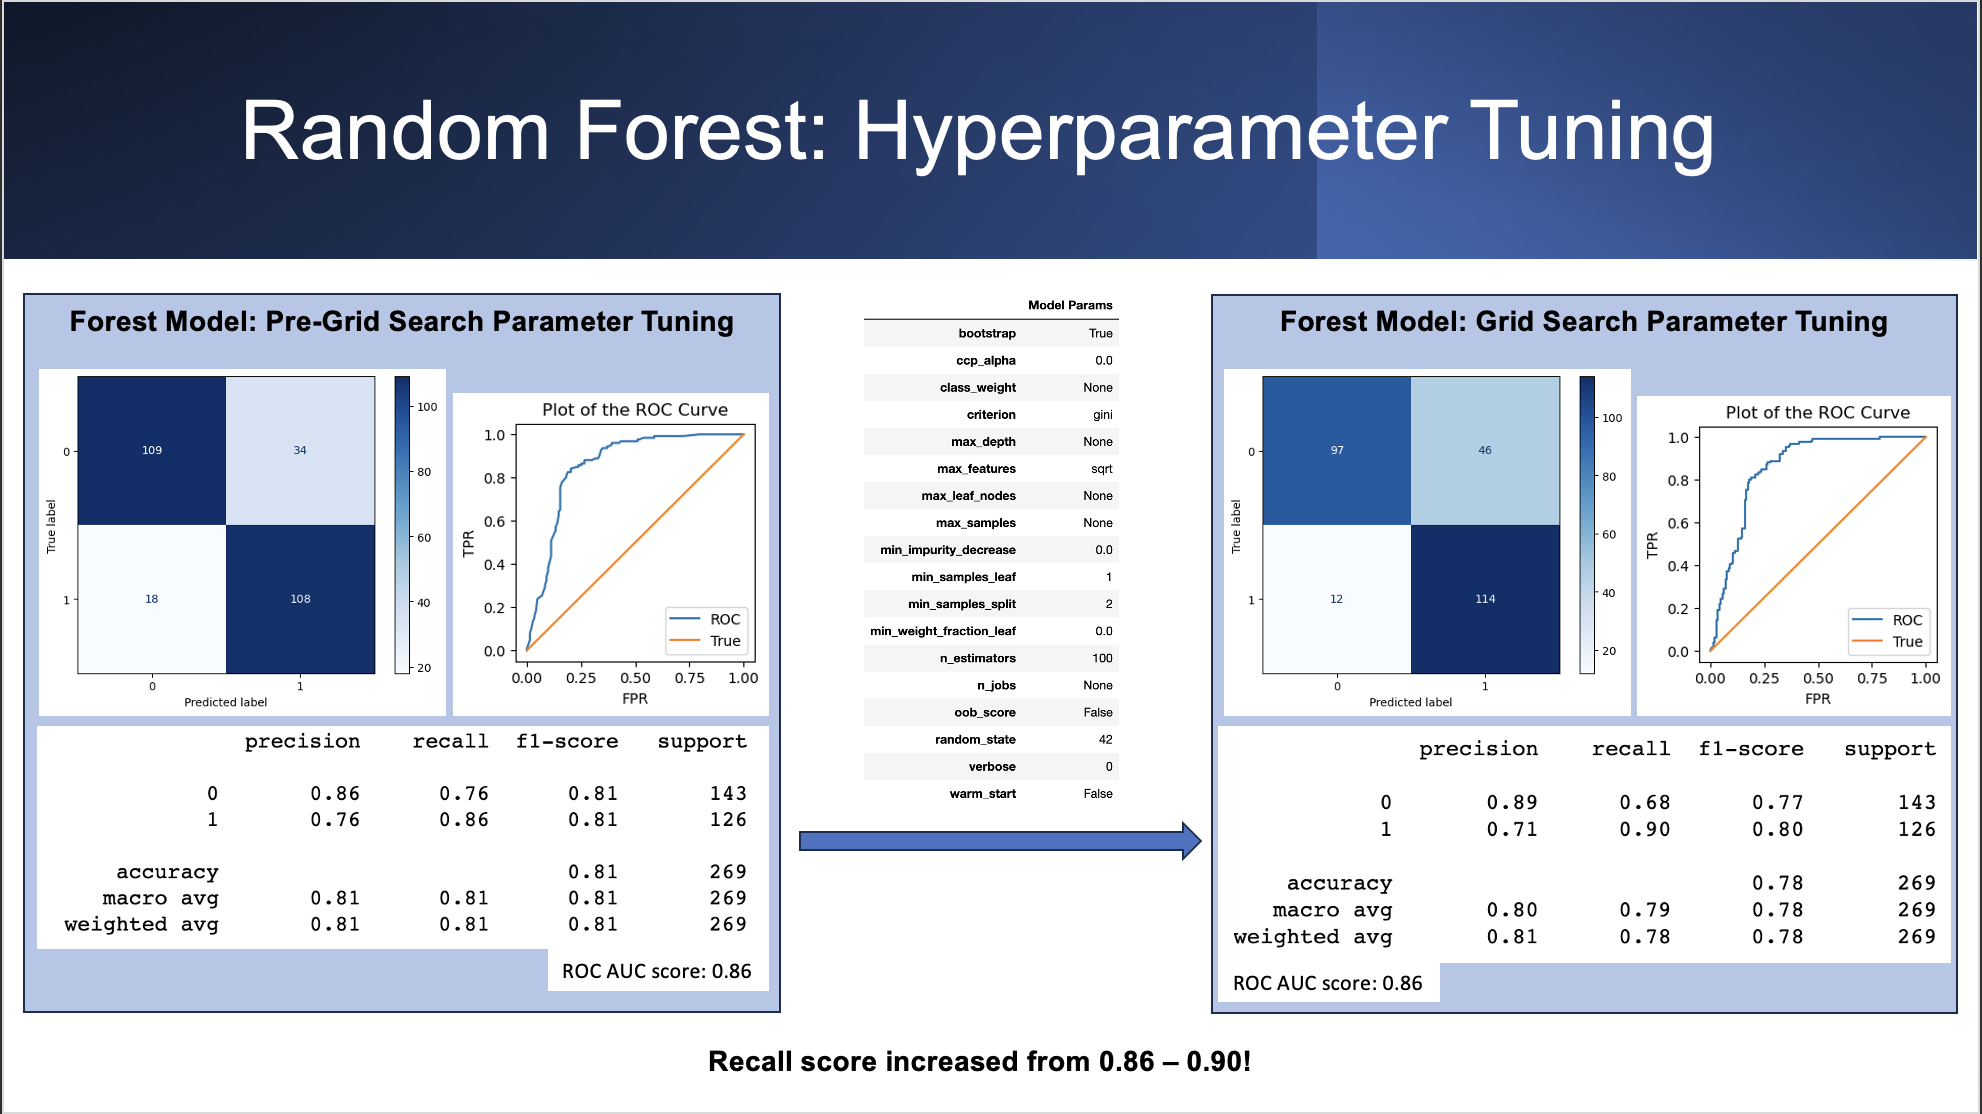 Random Forest: Hyperparameter Tuning
Forest Model: Pre-Grid Search Parameter Tuning
109 34
18 108
0
1
True label
0 1
Predicted label
100
80
60
40
20
Plot of the ROC Curve
1.0
0.8
0.6
0.4
0.2
0.0
TPR
ROC
True
0.00 0.25 0.50 0.75 1.00
FPR
precision recall f1-score support
0 0.86 0.76 0.81 143
1 0.76 0.86 0.81 126
accuracy 0.81 269
macro avg 0.81 0.81 0.81 269
weighted avg 0.81 0.81 0.81 269
ROC AUC score: 0.86
Model Params
bootstrap True
ccp_alpha 0.0
class_weight None
criterion gini
max_depth None
max_features sqrt
max_leaf_nodes None
max_samples None
min_impurity_decrease 0.0
min_samples_leaf 1
min_samples_split 2
min_weight_fraction_leaf 0.0
n_estimators 100
n_jobs None
oob_score False
random_state 42
verbose 0
warm_start False
Forest Model: Grid Search Parameter Tuning
97 46
12 114
0
1
True label
0 1
Predicted label
100
80
60
40
20
Plot of the ROC Curve
1.0
0.8
0.6
0.4
0.2
0.0
TPR
ROC
True
0.00 0.25 0.50 0.75 1.00
FPR
precision recall f1-score support
0 0.89 0.68 0.77 143
1 0.71 0.90 0.80 126
accuracy 0.78 269
macro avg 0.80 0.79 0.78 269
weighted avg 0.81 0.78 0.78 269
ROC AUC score: 0.86
Recall score increased from 0.86 – 0.90!